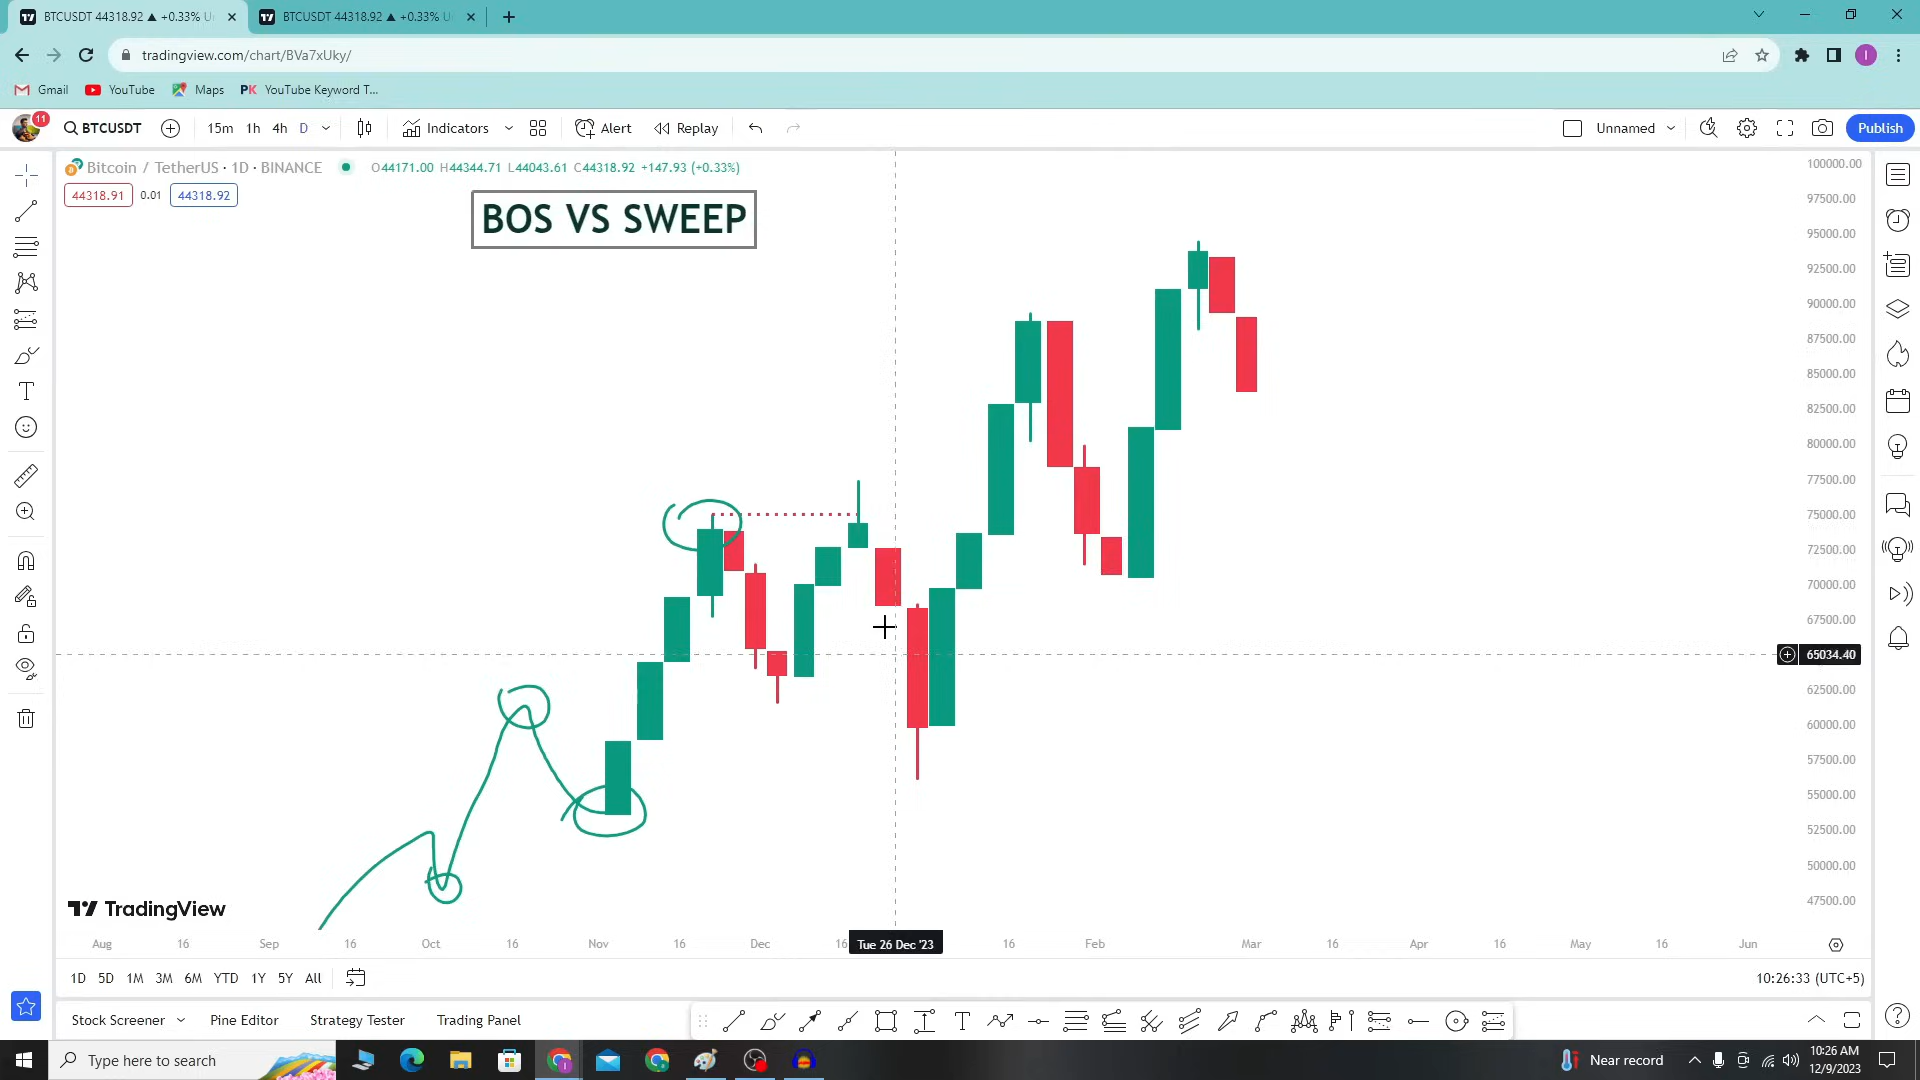 BTCUSDT 44318.92 ▲ +0.33% U
BTCUSDT 44318.92 ▲ +0.33% U
tradingview.com/chart/BVa7xUky/
I
Gmail
YouTube
Maps
PK
YouTube Keyword T...
11
BTCUSDT
15m
1h
4h
D
Indicators
Alert
Replay
Unnamed
Publish
Bitcoin / TetherUS · 1D · BINANCE
O44171.00 H44344.71 L44043.61 C44318.92 +147.93 (+0.33%)
44318.91
0.01
44318.92
BOS VS SWEEP
100000.00
97500.00
95000.00
92500.00
90000.00
87500.00
85000.00
82500.00
80000.00
77500.00
75000.00
72500.00
70000.00
67500.00
65034.40
62500.00
60000.00
57500.00
55000.00
52500.00
50000.00
47500.00
TradingView
Aug
16
Sep
16
Oct
16
Nov
16
Dec
16
Tue 26 Dec '23
16
Feb
Mar
16
Apr
16
May
16
Jun
1D
5D
1M
3M
6M
YTD
1Y
5Y
All
10:26:33 (UTC+5)
Stock Screener
Pine Editor
Strategy Tester
Trading Panel
Type here to search
Near record
10:26 AM
12/9/2023